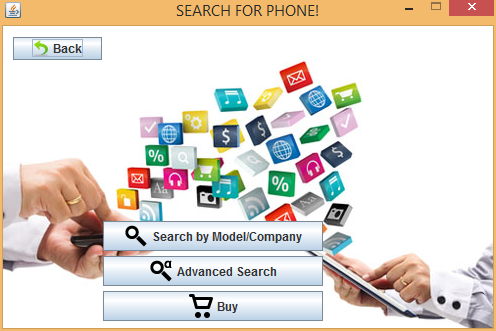 SEARCH FOR PHONE!
Back
Search by Model/Company
Advanced Search
Buy